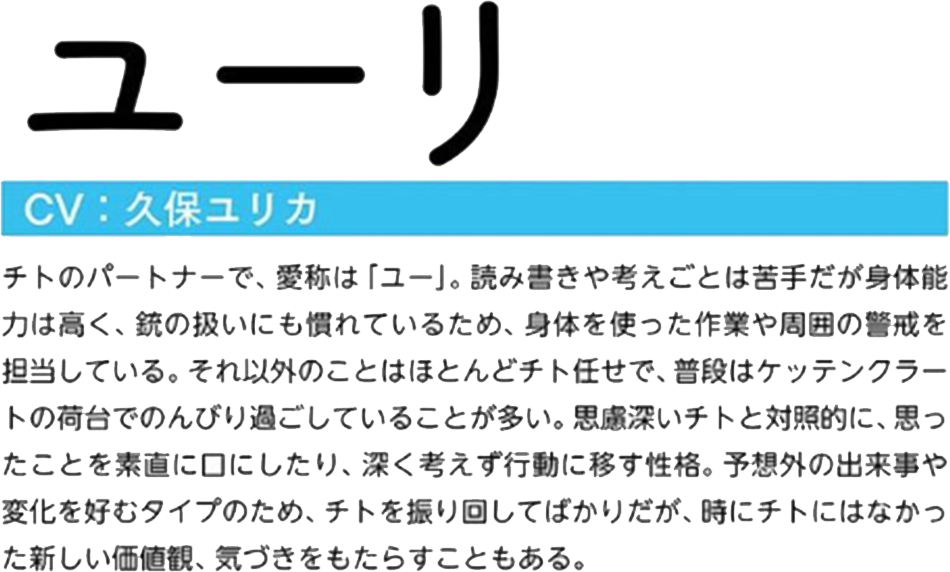 ユーリ
CV：久保ユリカ
チトのパートナーで、愛称は「ユー」。読み書きや考えごとは苦手だが身体能
力は高く、銃の扱いにも慣れているため、身体を使った作業や周囲の警戒を
担当している。それ以外のことはほとんどチト任せで、普段はケッテンクラー
トの荷台でのんびり過ごしていることが多い。思慮深いチトと対照的に、思っ
たことを素直に口にしたり、深く考えず行動に移す性格。予想外の出来事や
変化を好むタイプのため、チトを振り回してばかりだが、時にチトにはなかっ
た新しい価値観、気づきをもたらすこともある。